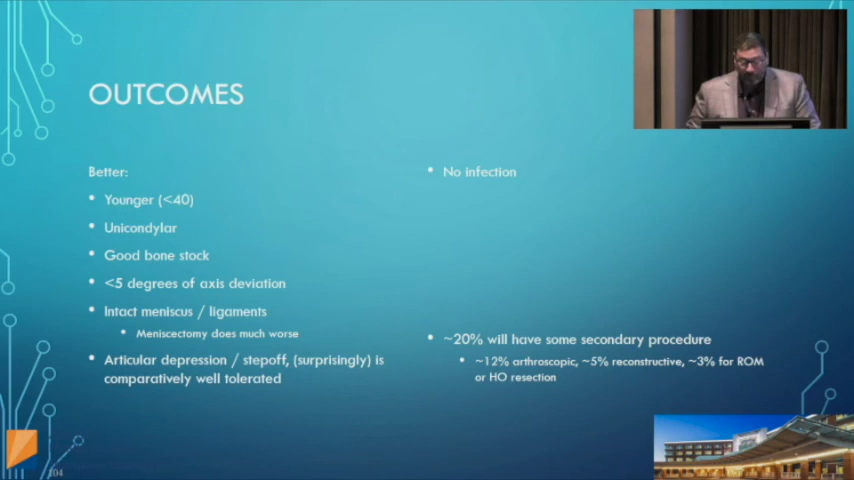 OUTCOMES
Better:
• Younger (<40)
• Unicondylar
• Good bone stock
• <5 degrees of axis deviation
• Intact meniscus / ligaments
• Meniscectomy does much worse
• Articular depression / stepoff, (surprisingly) is
comparatively well tolerated
• No infection
• ~20% will have some secondary procedure
• ~12% arthroscopic, ~5% reconstructive, ~3% for ROM
or HO resection
104